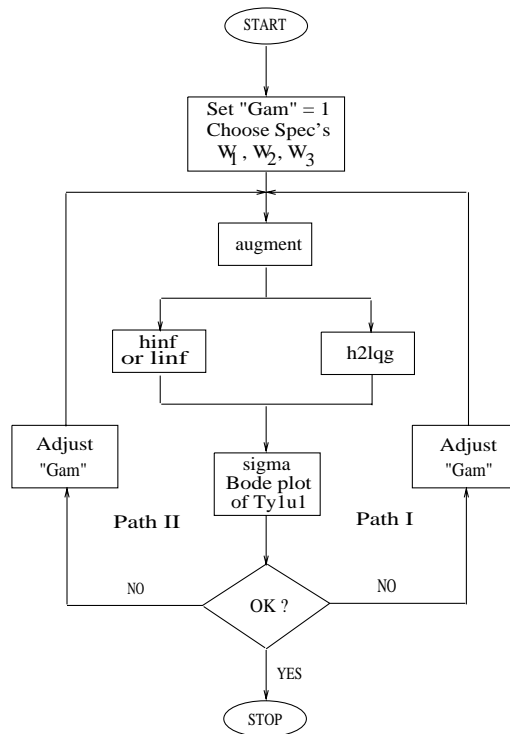 START
Set "Gam" = 1
Choose Spec's
W1 , W2, W3
augment
hinf
or linf
h2lqg
Adjust
"Gam"
sigma
Bode plot
of Ty1u1
Adjust
"Gam"
Path II
Path I
NO
OK ?
NO
YES
STOP